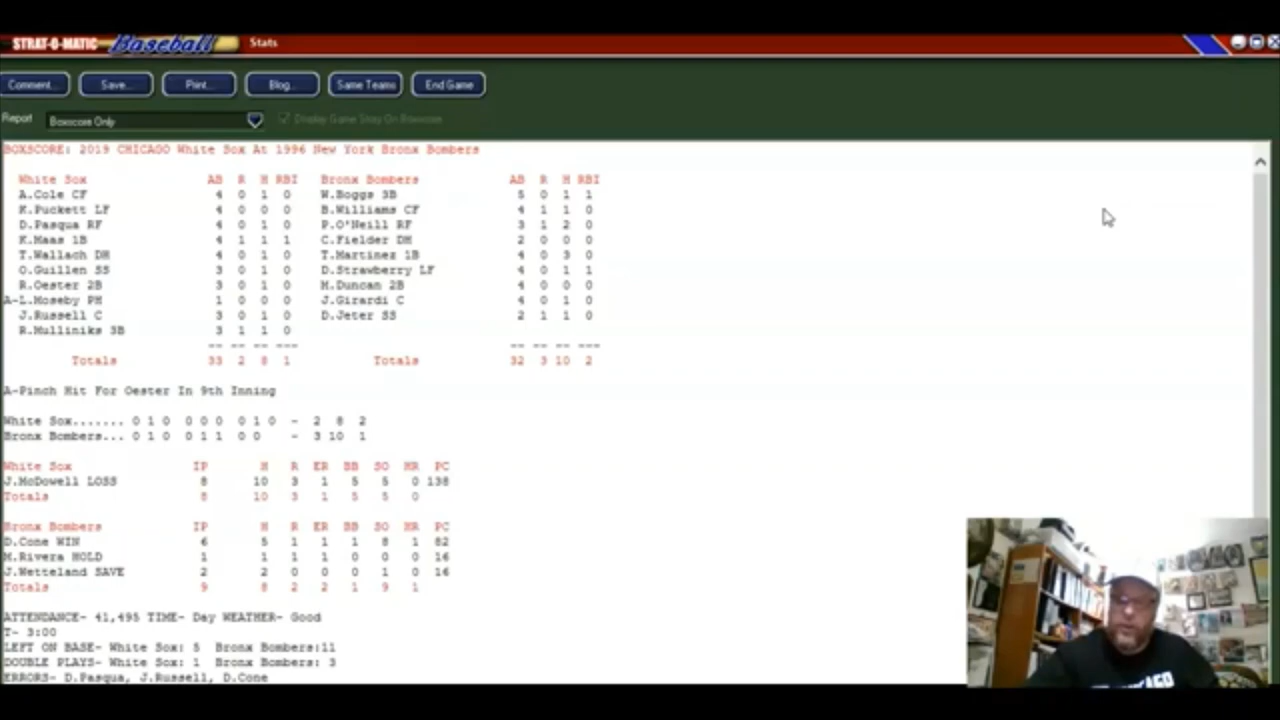 STRAT-O-MATIC Baseball Stats
Comment... Save... Print... Blog... Same Teams End Game
Report Boxscore Only Display Game Story On Boxscore
BOXSCORE: 2019 CHICAGO White Sox At 1996 New York Bronx Bombers
White Sox AB R H RBI Bronx Bombers AB R H RBI
A.Cole CF 4 0 1 0 W.Boggs 3B 5 0 1 1
K.Puckett LF 4 0 0 0 B.Williams CF 4 1 1 0
D.Pasqua RF 4 0 1 0 P.O'Neill RF 3 1 2 0
K.Maas 1B 4 1 1 1 C.Fielder DH 2 0 0 0
T.Wallach DH 4 0 1 0 T.Martinez 1B 4 0 3 0
O.Guillen SS 3 0 1 0 D.Strawberry LF 4 0 1 1
R.Oester 2B 3 0 1 0 M.Duncan 2B 4 0 0 0
A-L.Moseby PH 1 0 0 0 J.Girardi C 4 0 1 0
J.Russell C 3 0 1 0 D.Jeter SS 2 1 1 0
R.Mulliniks 3B 3 1 1 0
-- -- -- --- -- -- -- ---
Totals 33 2 8 1 Totals 32 3 10 2
A-Pinch Hit For Oester In 9th Inning
White Sox....... 0 1 0 0 0 0 0 1 0 - 2 8 2
Bronx Bombers... 0 1 0 0 1 1 0 0 - 3 10 1
White Sox IP H R ER BB SO HR PC
J.McDowell LOSS 8 10 3 1 5 5 0 138
Totals 8 10 3 1 5 5 0
Bronx Bombers IP H R ER BB SO HR PC
D.Cone WIN 6 5 1 1 1 8 1 82
M.Rivera HOLD 1 1 1 1 0 0 0 16
J.Wetteland SAVE 2 2 0 0 0 1 0 16
Totals 9 8 2 2 1 9 1
ATTENDANCE- 41,495 TIME- Day WEATHER- Good
T- 3:00
LEFT ON BASE- White Sox: 5 Bronx Bombers:11
DOUBLE PLAYS- White Sox: 1 Bronx Bombers: 3
ERRORS- D.Pasqua, J.Russell, D.Cone